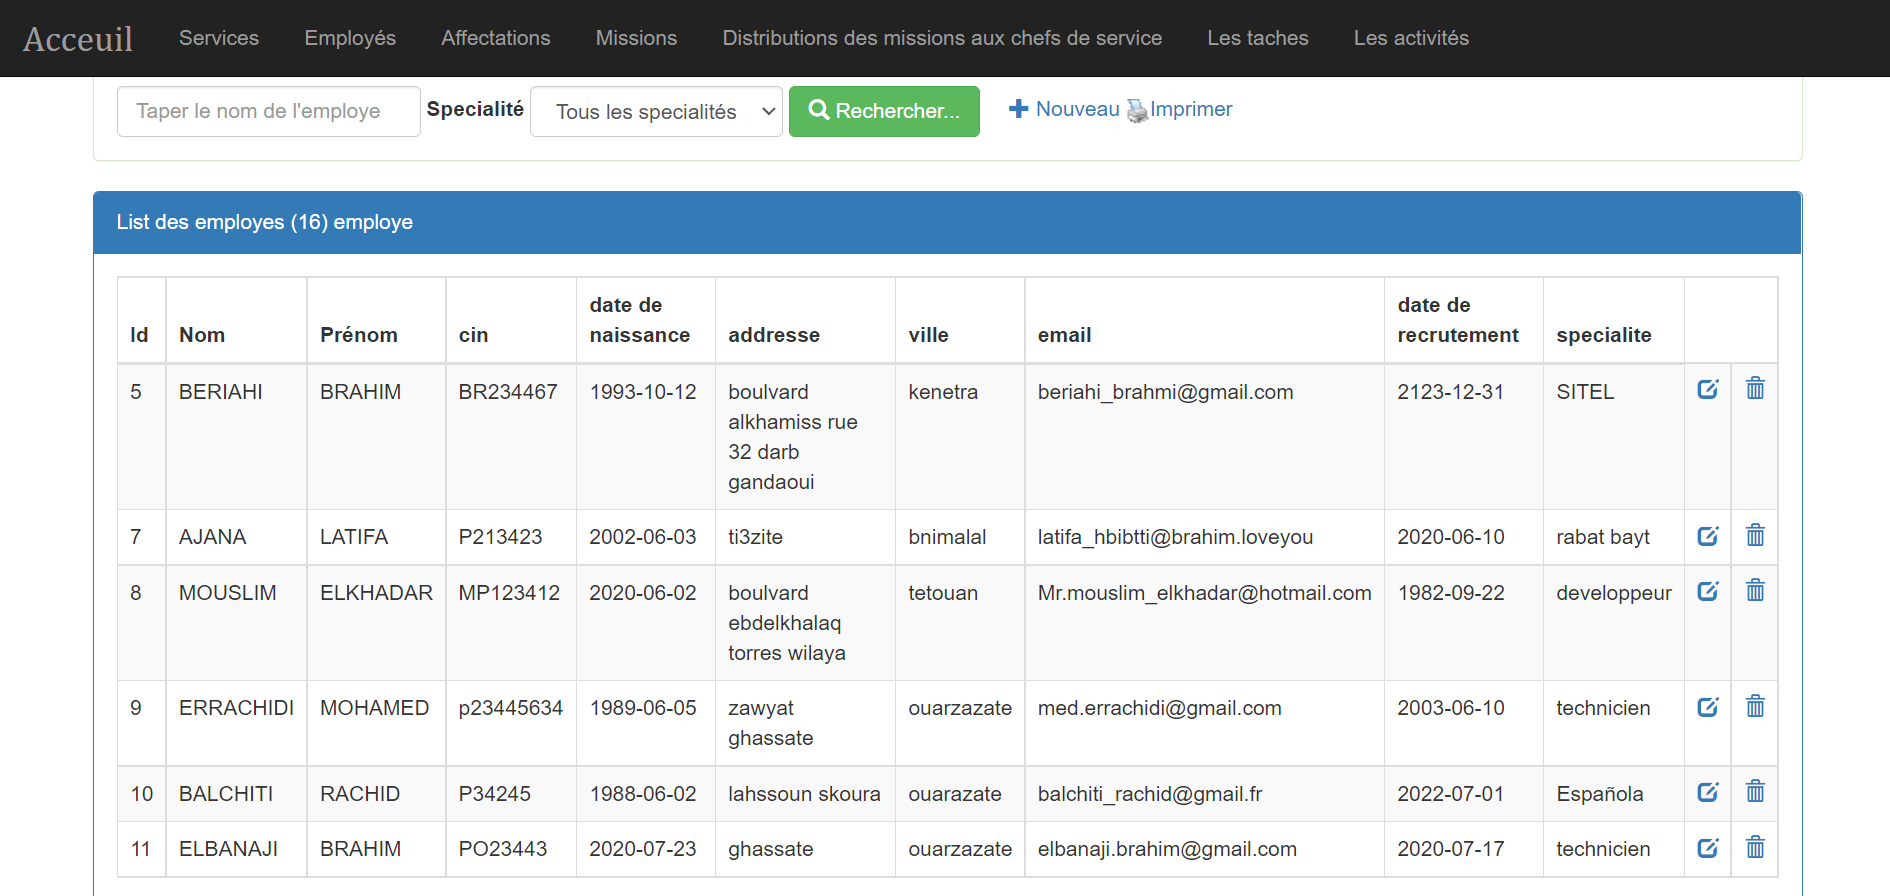 Acceuil Services Employés Affectations Missions Distributions des missions aux chefs de service Les taches Les activités
Taper le nom de l'employe Specialité Tous les specialités Rechercher... Nouveau Imprimer
List des employes (16) employe
Id Nom Prénom cin date de naissance addresse ville email date de recrutement specialite
5 BERIAHI BRAHIM BR234467 1993-10-12 boulvard kenetra beriahi_brahmi@gmail.com 2123-12-31 SITEL
alkhamiss rue
32 darb
gandaoui
7 AJANA LATIFA P213423 2002-06-03 ti3zite bnimalal latifa_hbibtti@brahim.loveyou 2020-06-10 rabat bayt
8 MOUSLIM ELKHADAR MP123412 2020-06-02 boulvard tetouan Mr.mouslim_elkhadar@hotmail.com 1982-09-22 developpeur
ebdelkhalaq
torres wilaya
9 ERRACHIDI MOHAMED p23445634 1989-06-05 zawyat ouarzazate med.errachidi@gmail.com 2003-06-10 technicien
ghassate
10 BALCHITI RACHID P34245 1988-06-02 lahssoun skoura ouarazate balchiti_rachid@gmail.fr 2022-07-01 Española
11 ELBANAJI BRAHIM PO23443 2020-07-23 ghassate ouarzazate elbanaji.brahim@gmail.com 2020-07-17 technicien